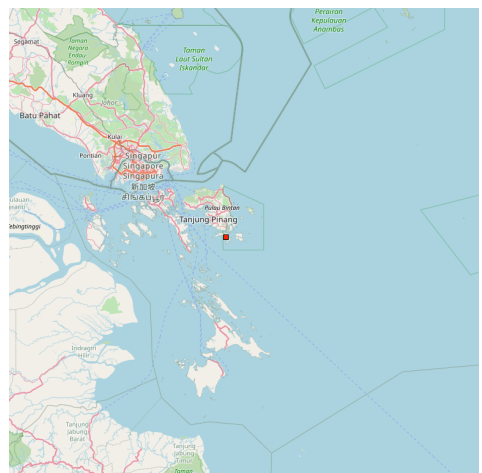 Perairan
Kepulauan
Anambas
Segamat
Taman
Negara
Endau-
Rompin
Taman
Laut Sultan
Iskandar
Kluang
Johor
Batu Pahat
Kulai
Pontian
Singapur
Singapore
Singapura
新加坡
சிங்கப்பூர்
Pulau Bintan
Tanjung Pinang
Tebingtinggi
Indragiri
Hilir
Tanjung
Jabung
Barat
Tanjung
Jabung
Timur
Taman